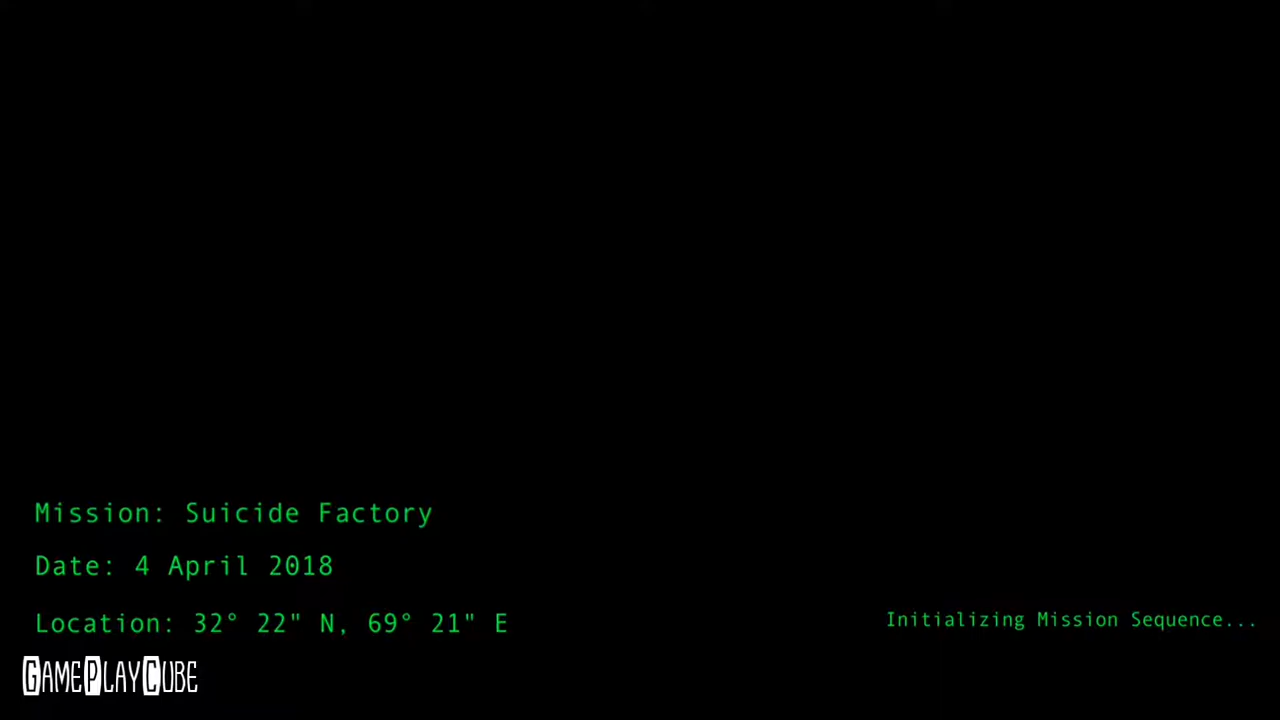 Mission: Suicide Factory
Date: 4 April 2018
Location: 32° 22" N, 69° 21" E
Initializing Mission Sequence...
GAMEPLAYCUBE